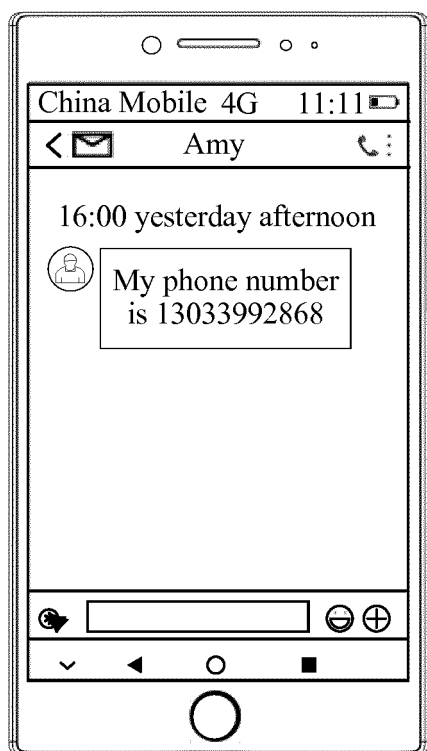 China Mobile 4G 11:11
Amy
16:00 yesterday afternoon
My phone number
is 13033992868